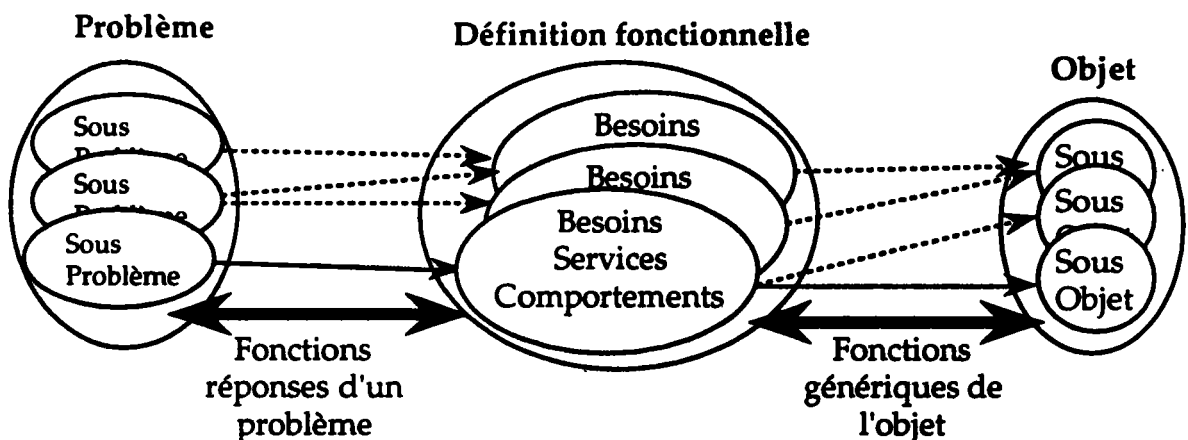 Problème
Définition fonctionnelle
Objet
Sous
Sous
Sous
Problème
Besoins
Besoins
Besoins
Services
Comportements
Sous
Sous
Sous
Objet
Fonctions
réponses d'un
problème
Fonctions
génériques de
l'objet